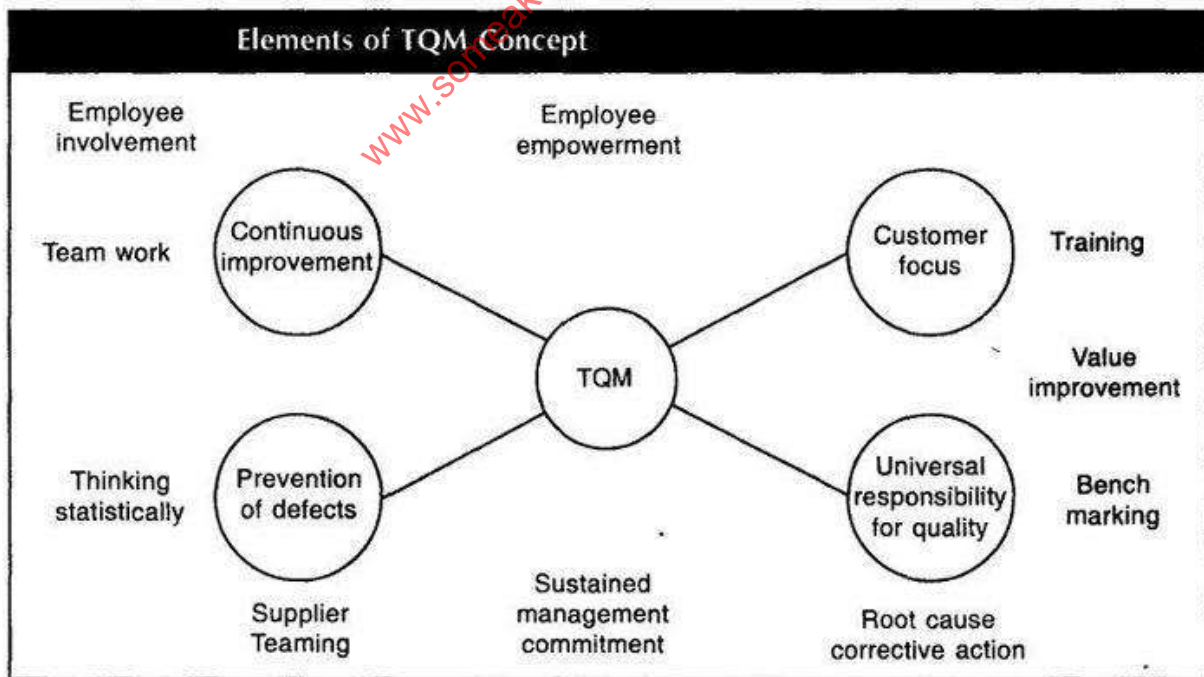 Elements of TQM Concept
www.someak
Employee
involvement
Employee
empowerment
Team work
Continuous
improvement
Customer
focus
Training
TQM
Value
improvement
Thinking
statistically
Prevention
of defects
Universal
responsibility
for quality
Bench
marking
Supplier
Teaming
Sustained
management
commitment
Root cause
corrective action